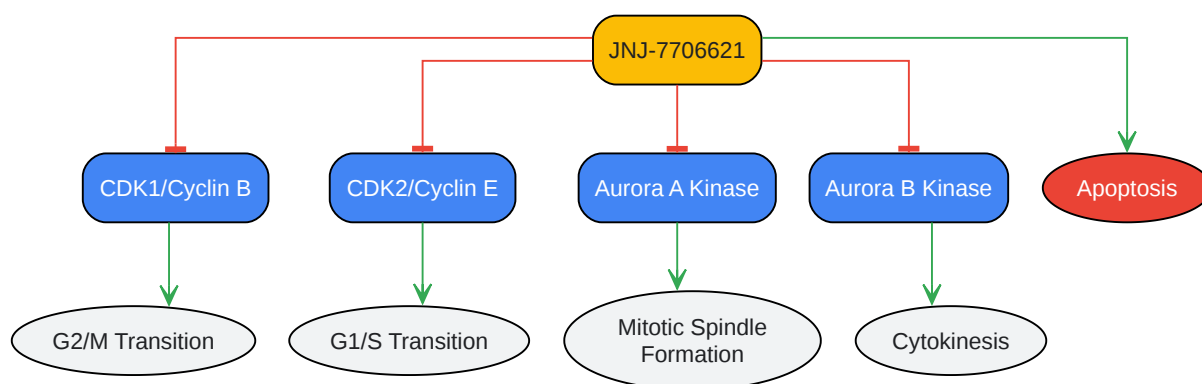 JNJ-7706621
CDK1/Cyclin B
CDK2/Cyclin E
Aurora A Kinase
Aurora B Kinase
Apoptosis
G2/M Transition
G1/S Transition
Mitotic Spindle
Formation
Cytokinesis